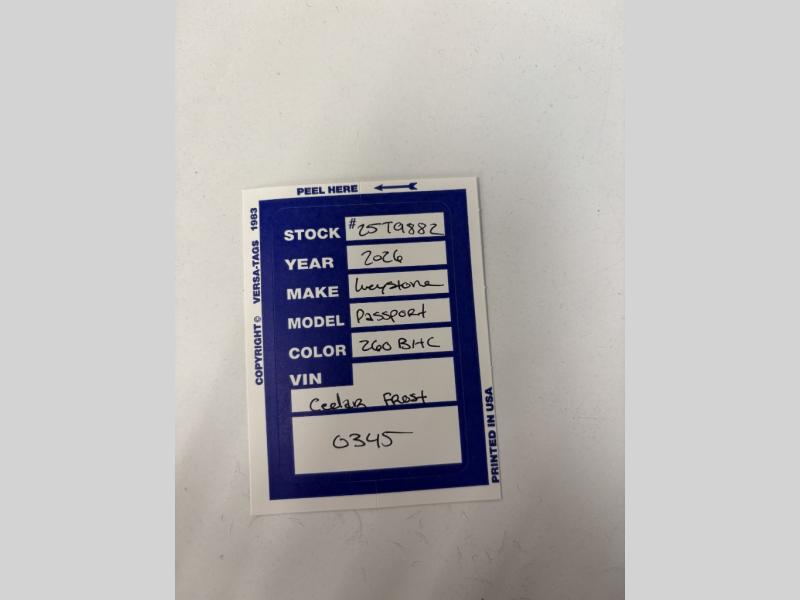 PEEL HERE
COPYRIGHT © VERSA-TAGS 1983
STOCK #25T9882
YEAR 2026
MAKE Keystone
MODEL Passport
COLOR 260 BHC
VIN
Cedar Frost
0345
PRINTED IN USA